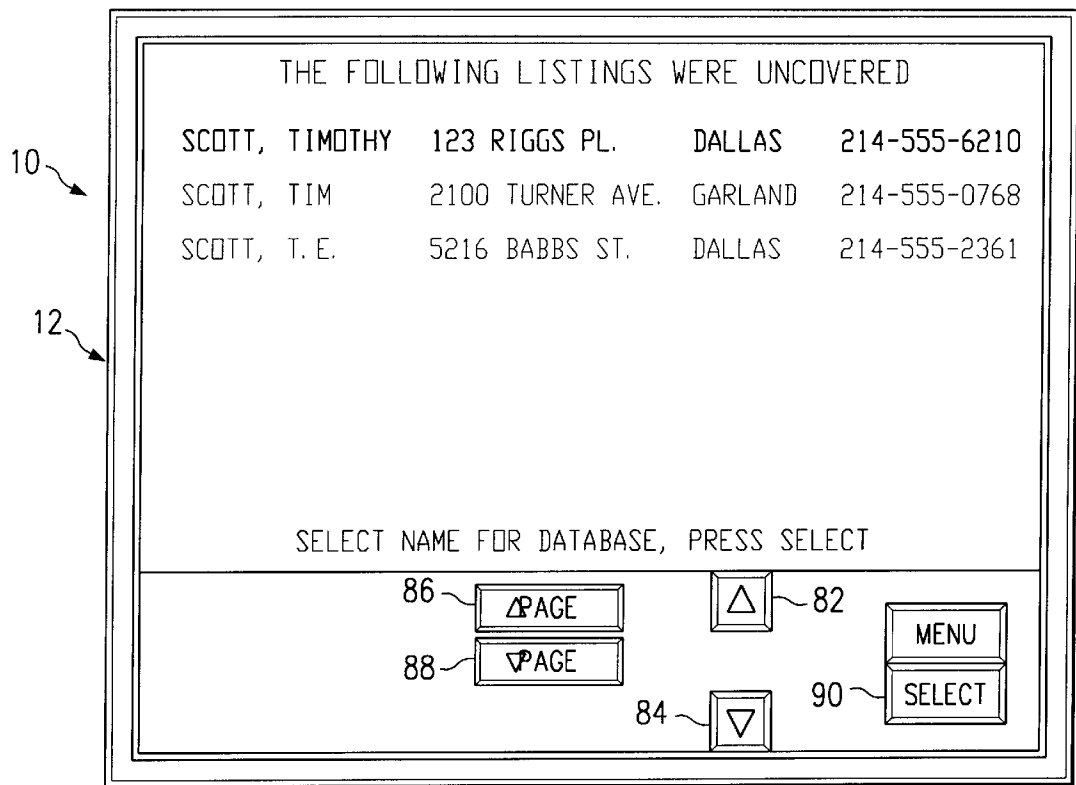 THE FOLLOWING LISTINGS WERE UNCOVERED
SCOTT, TIMOTHY 123 RIGGS PL. DALLAS 214-555-6210
10
SCOTT, TIM 2100 TURNER AVE. GARLAND 214-555-0768
SCOTT, T.E. 5216 BABBS ST. DALLAS 214-555-2361
12
SELECT NAME FOR DATABASE, PRESS SELECT
86 △PAGE △ 82
MENU
88 ▽PAGE
90 SELECT
84 ▽